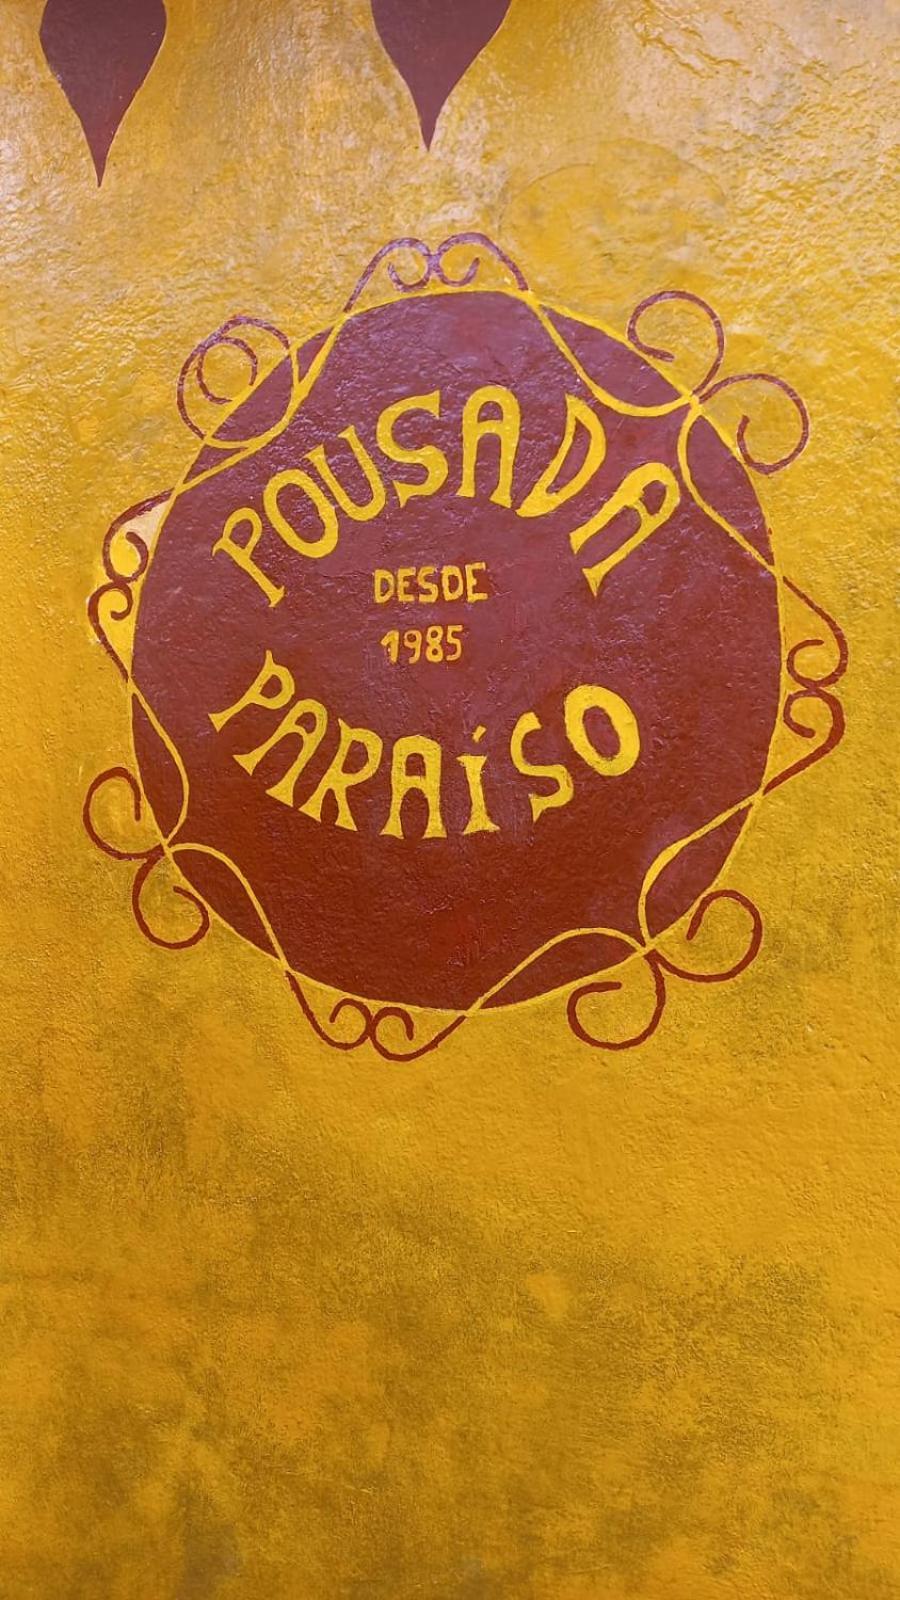 POUSADA
DESDE
1985
PARAÍSO